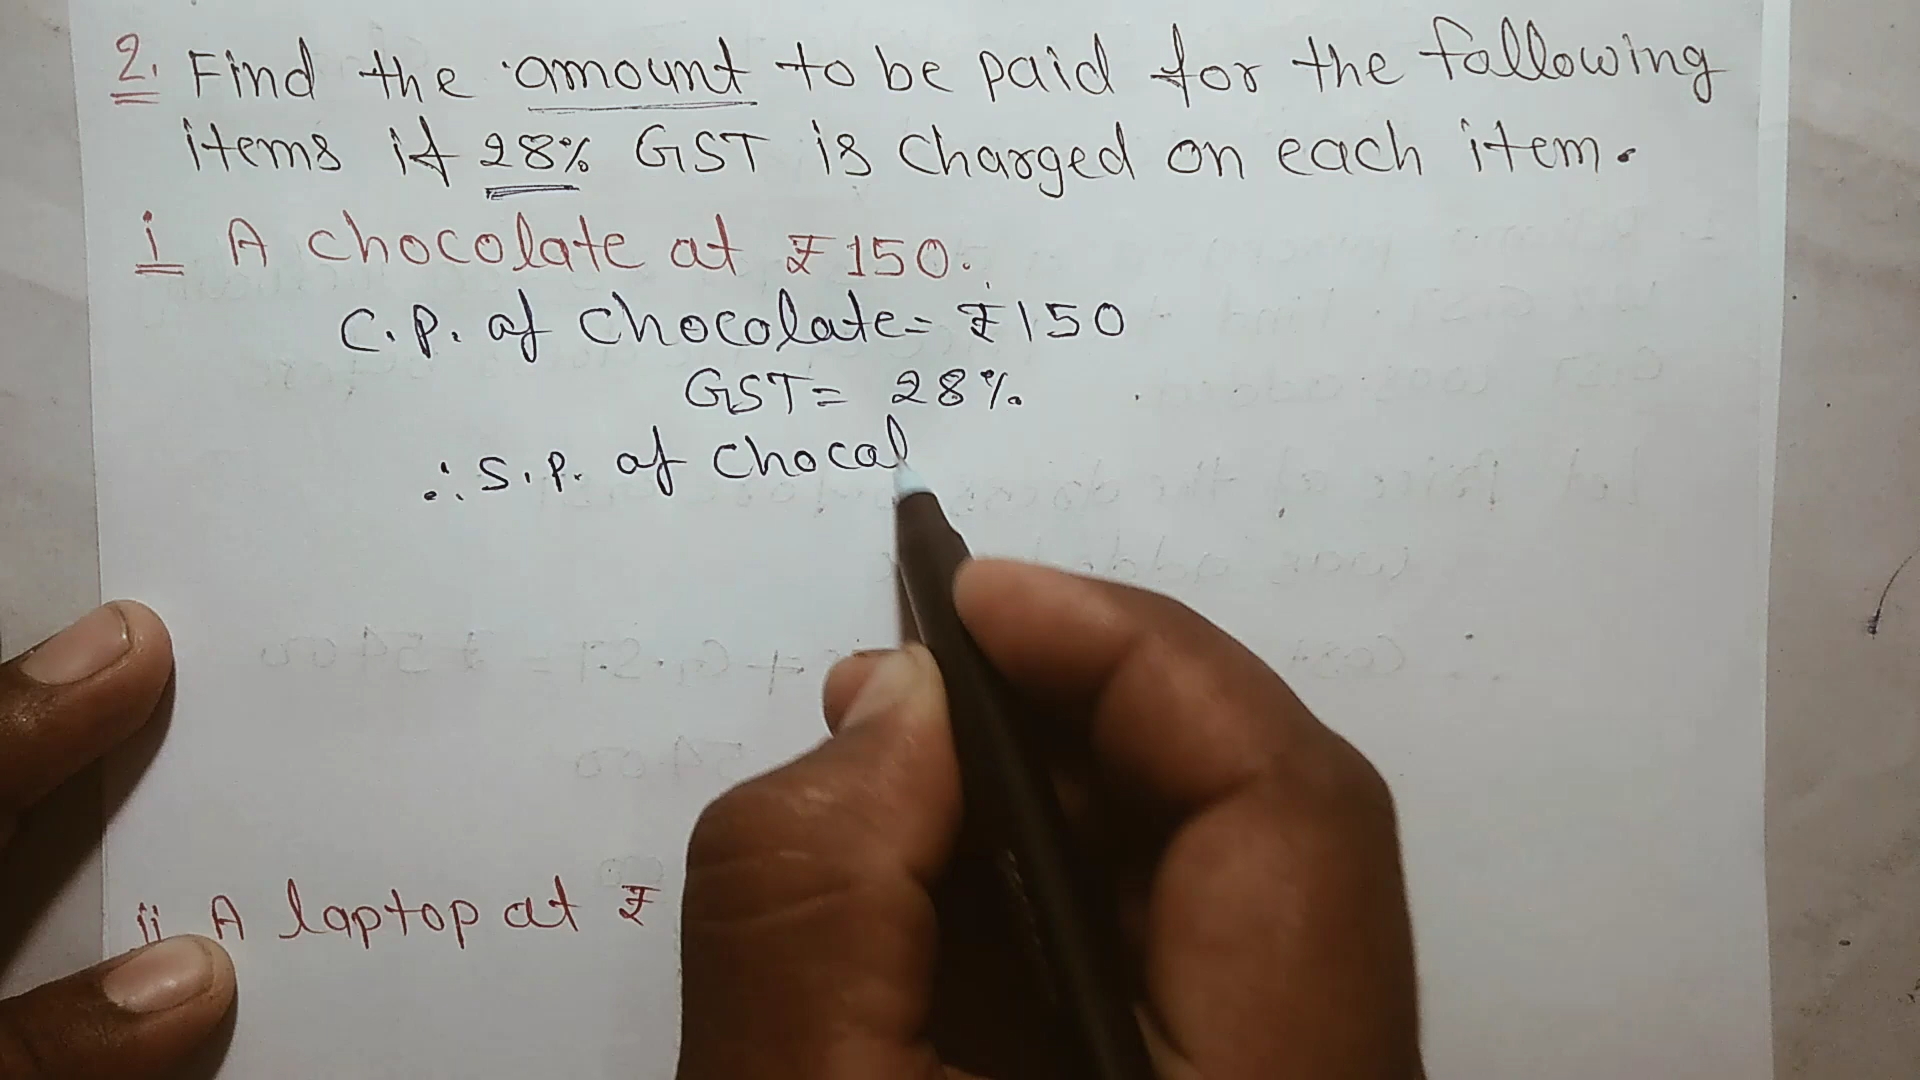 2. Find the amount to be paid for the following
items if 28% GST is charged on each item.
i A chocolate at ₹150.
C.P. of chocolate = ₹150
GST = 28%
∴ S.P. of chocol
ii A laptop at ₹